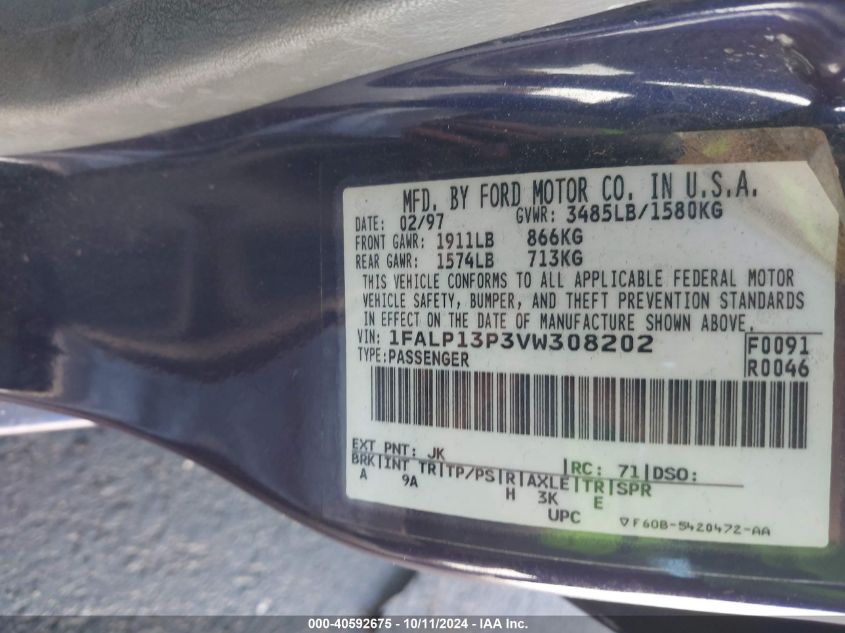 MFD. BY FORD MOTOR CO. IN U.S.A.
DATE: 02/97 GVWR: 3485LB/1580KG
FRONT GAWR: 1911LB 866KG
REAR GAWR: 1574LB 713KG
THIS VEHICLE CONFORMS TO ALL APPLICABLE FEDERAL MOTOR
VEHICLE SAFETY, BUMPER, AND THEFT PREVENTION STANDARDS
IN EFFECT ON THE DATE OF MANUFACTURE SHOWN ABOVE.
VIN: 1FALP13P3VW308202 F0091
TYPE:PASSENGER R0046
EXT PNT: JK RC: 71 DSO:
BRK INT TR TP/PS R AXLE TR SPR
A 9A H 3K E
UPC F60B-5420472-AA
000-40592675 - 10/11/2024 - IAA Inc.